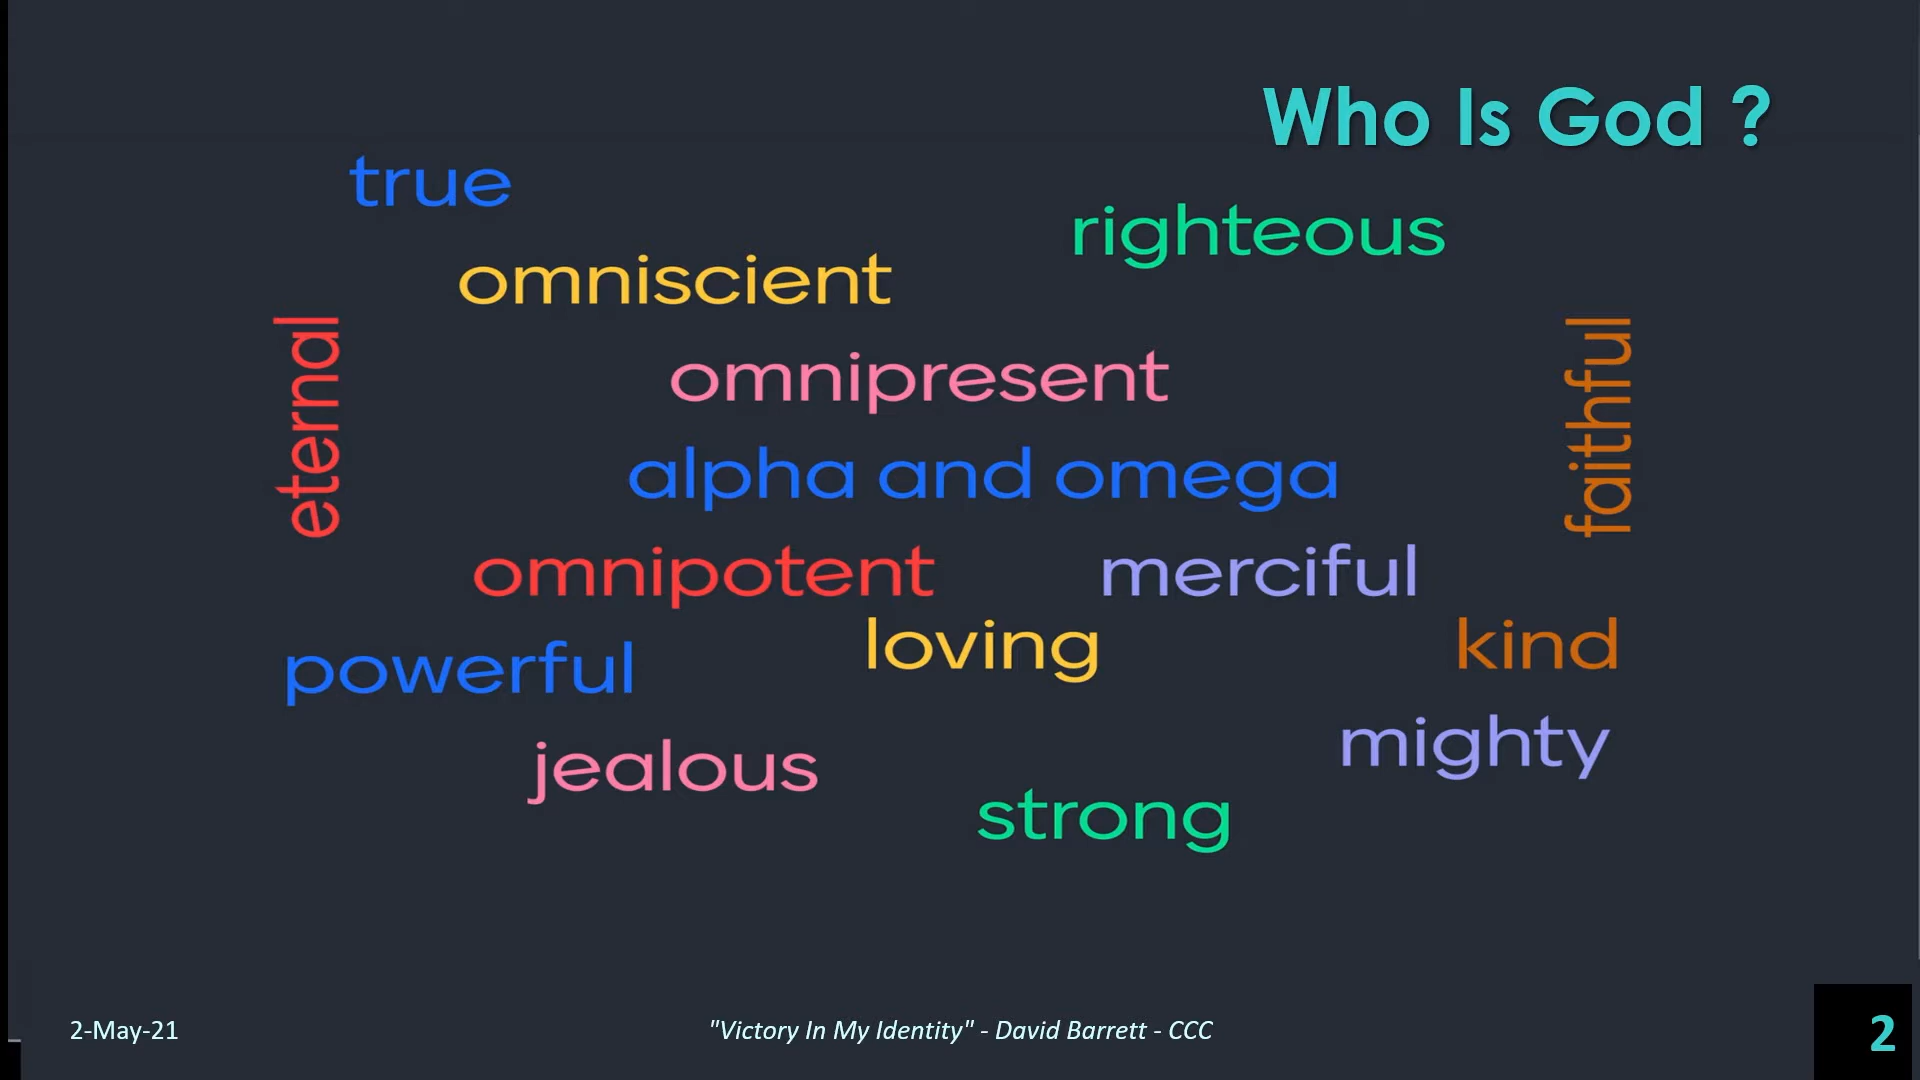 Who Is God ?
true
righteous
omniscient
eternal
faithful
omnipresent
alpha and omega
omnipotent
merciful
loving
kind
powerful
mighty
jealous
strong
2-May-21
"Victory In My Identity" - David Barrett - CCC
2